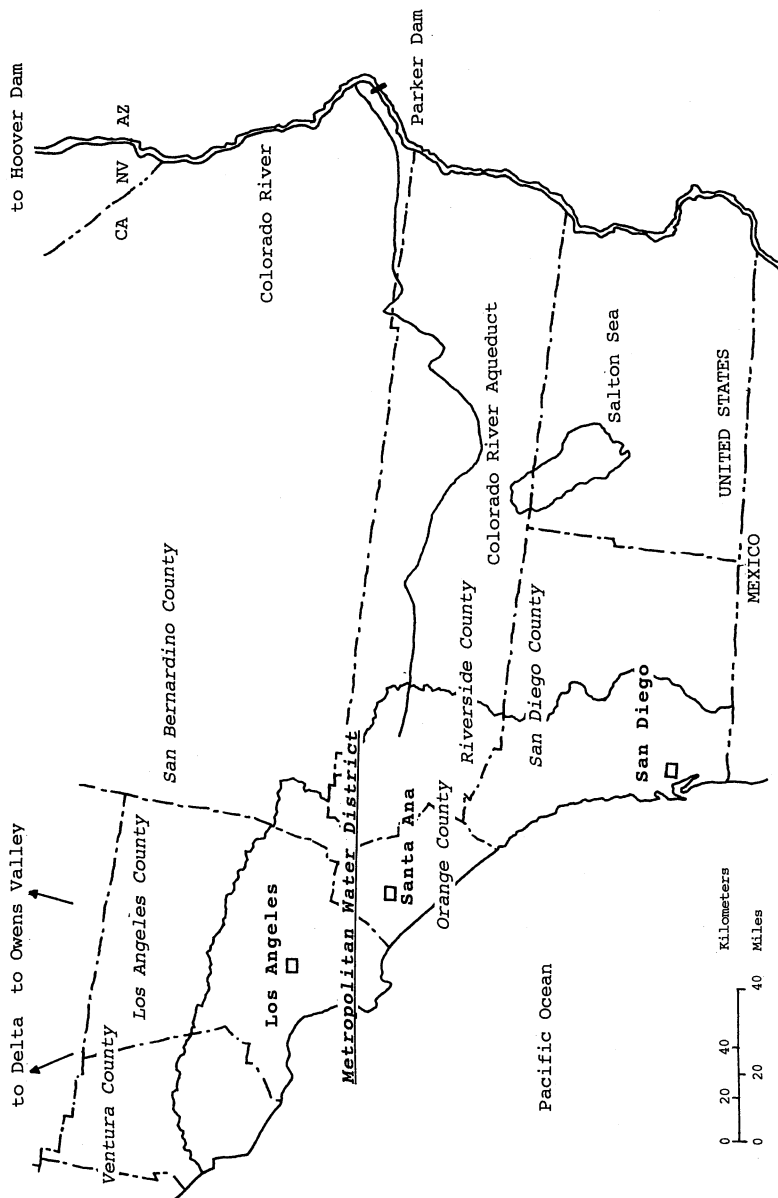 to Delta
to Owens Valley
to Hoover Dam
CA
NV
AZ
Ventura County
Los Angeles County
San Bernardino County
Colorado River
Parker Dam
Los Angeles
Metropolitan Water District
Santa Ana
Orange County
Riverside County
Colorado River Aqueduct
San Diego County
Salton Sea
San Diego
UNITED STATES
MEXICO
Pacific Ocean
0 20 40 Kilometers
0 20 40 Miles